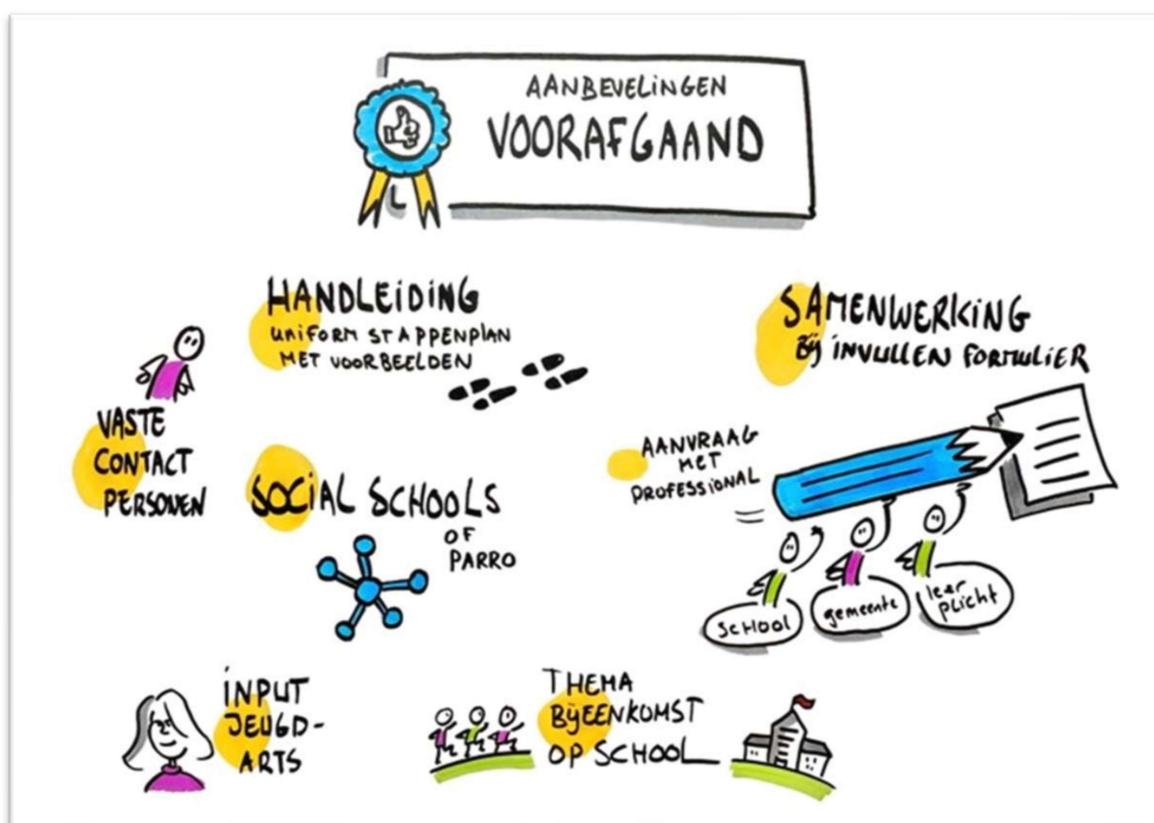 AANBEVELINGEN
VOORAFGAAND
HANDLEIDING
UNIFORM STAPPENPLAN
MET VOORBEELDEN
SAMENWERKING
BIJ INVULLEN FORMULIER
VASTE
CONTACT
PERSONEN
SOCIAL SCHOOLS
OF
PARRO
AANVRAAG
MET
PROFESSIONAL
SCHOOL
gemeente
leer
plicht
INPUT
JEUGD-
ARTS
THEMA
BIJEENKOMST
OP SCHOOL